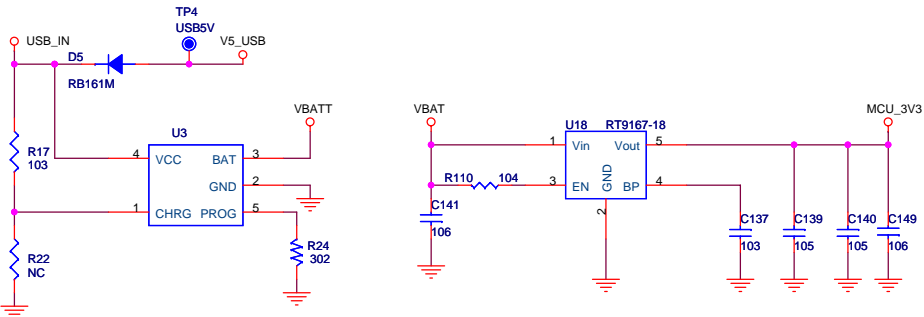 TP4
USB5V
USB_IN
V5_USB
D5
RB161M
VBATT
U3
R17
103
4
VCC
BAT
3
GND
2
1
CHRG
PROG
5
R22
NC
R24
302
VBAT
MCU_3V3
U18
RT9167-18
1
Vin
Vout
5
R110
104
3
EN
GND
BP
4
2
C141
106
C137
103
C139
105
C140
105
C149
106